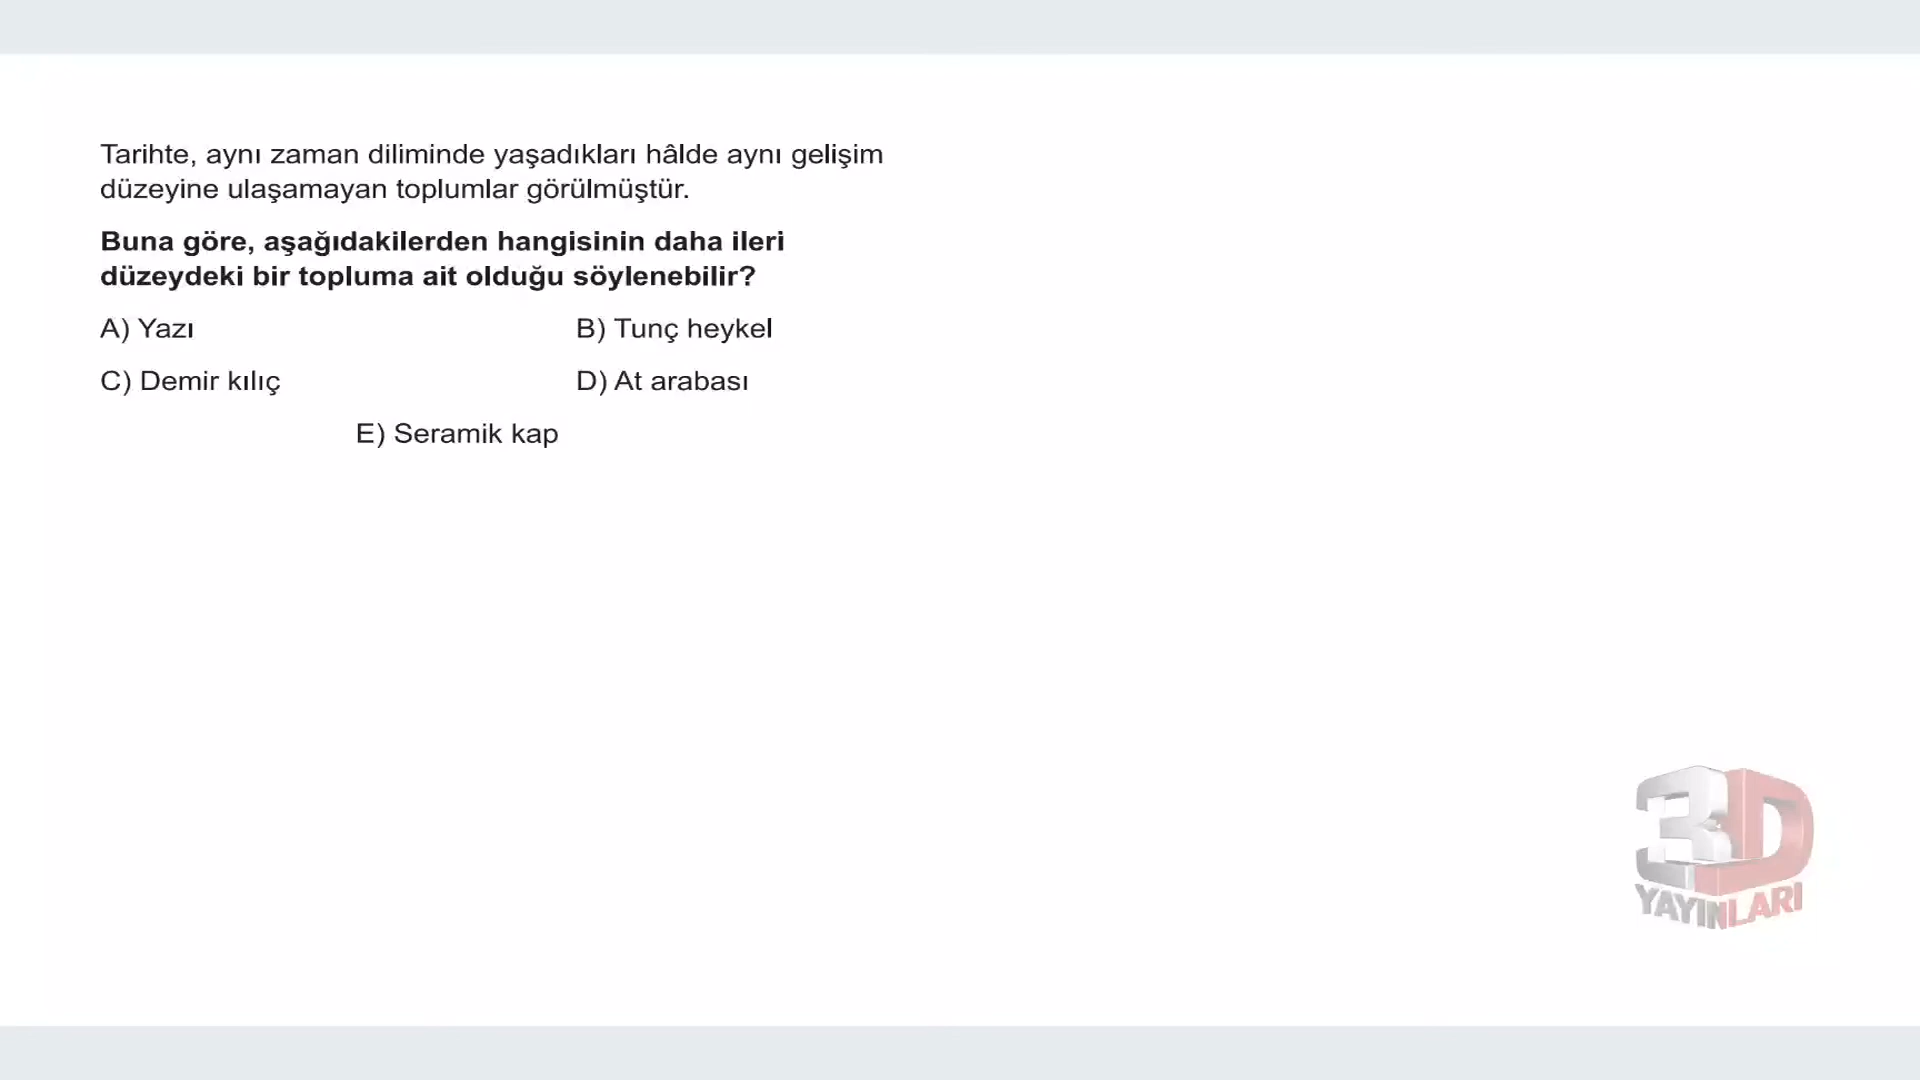 Tarihte, aynı zaman diliminde yaşadıkları hâlde aynı gelişim
düzeyine ulaşamayan toplumlar görülmüştür.
Buna göre, aşağıdakilerden hangisinin daha ileri
düzeydeki bir topluma ait olduğu söylenebilir?
A) Yazı
B) Tunç heykel
C) Demir kılıç
D) At arabası
E) Seramik kap
3D
YAYINLARI